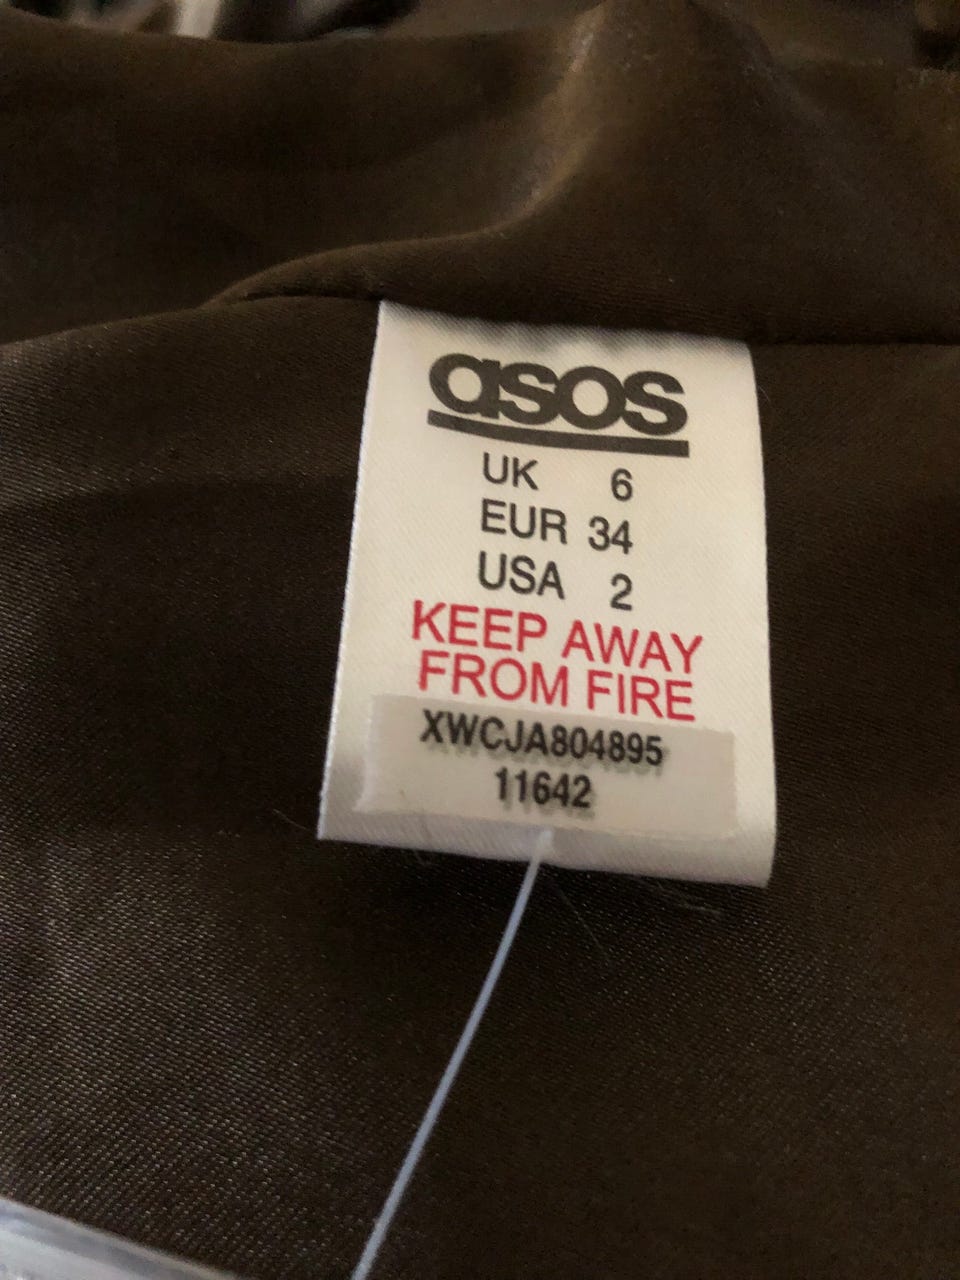 asos
UK 6
EUR 34
USA 2
KEEP AWAY
FROM FIRE
XWCJA804895
11642